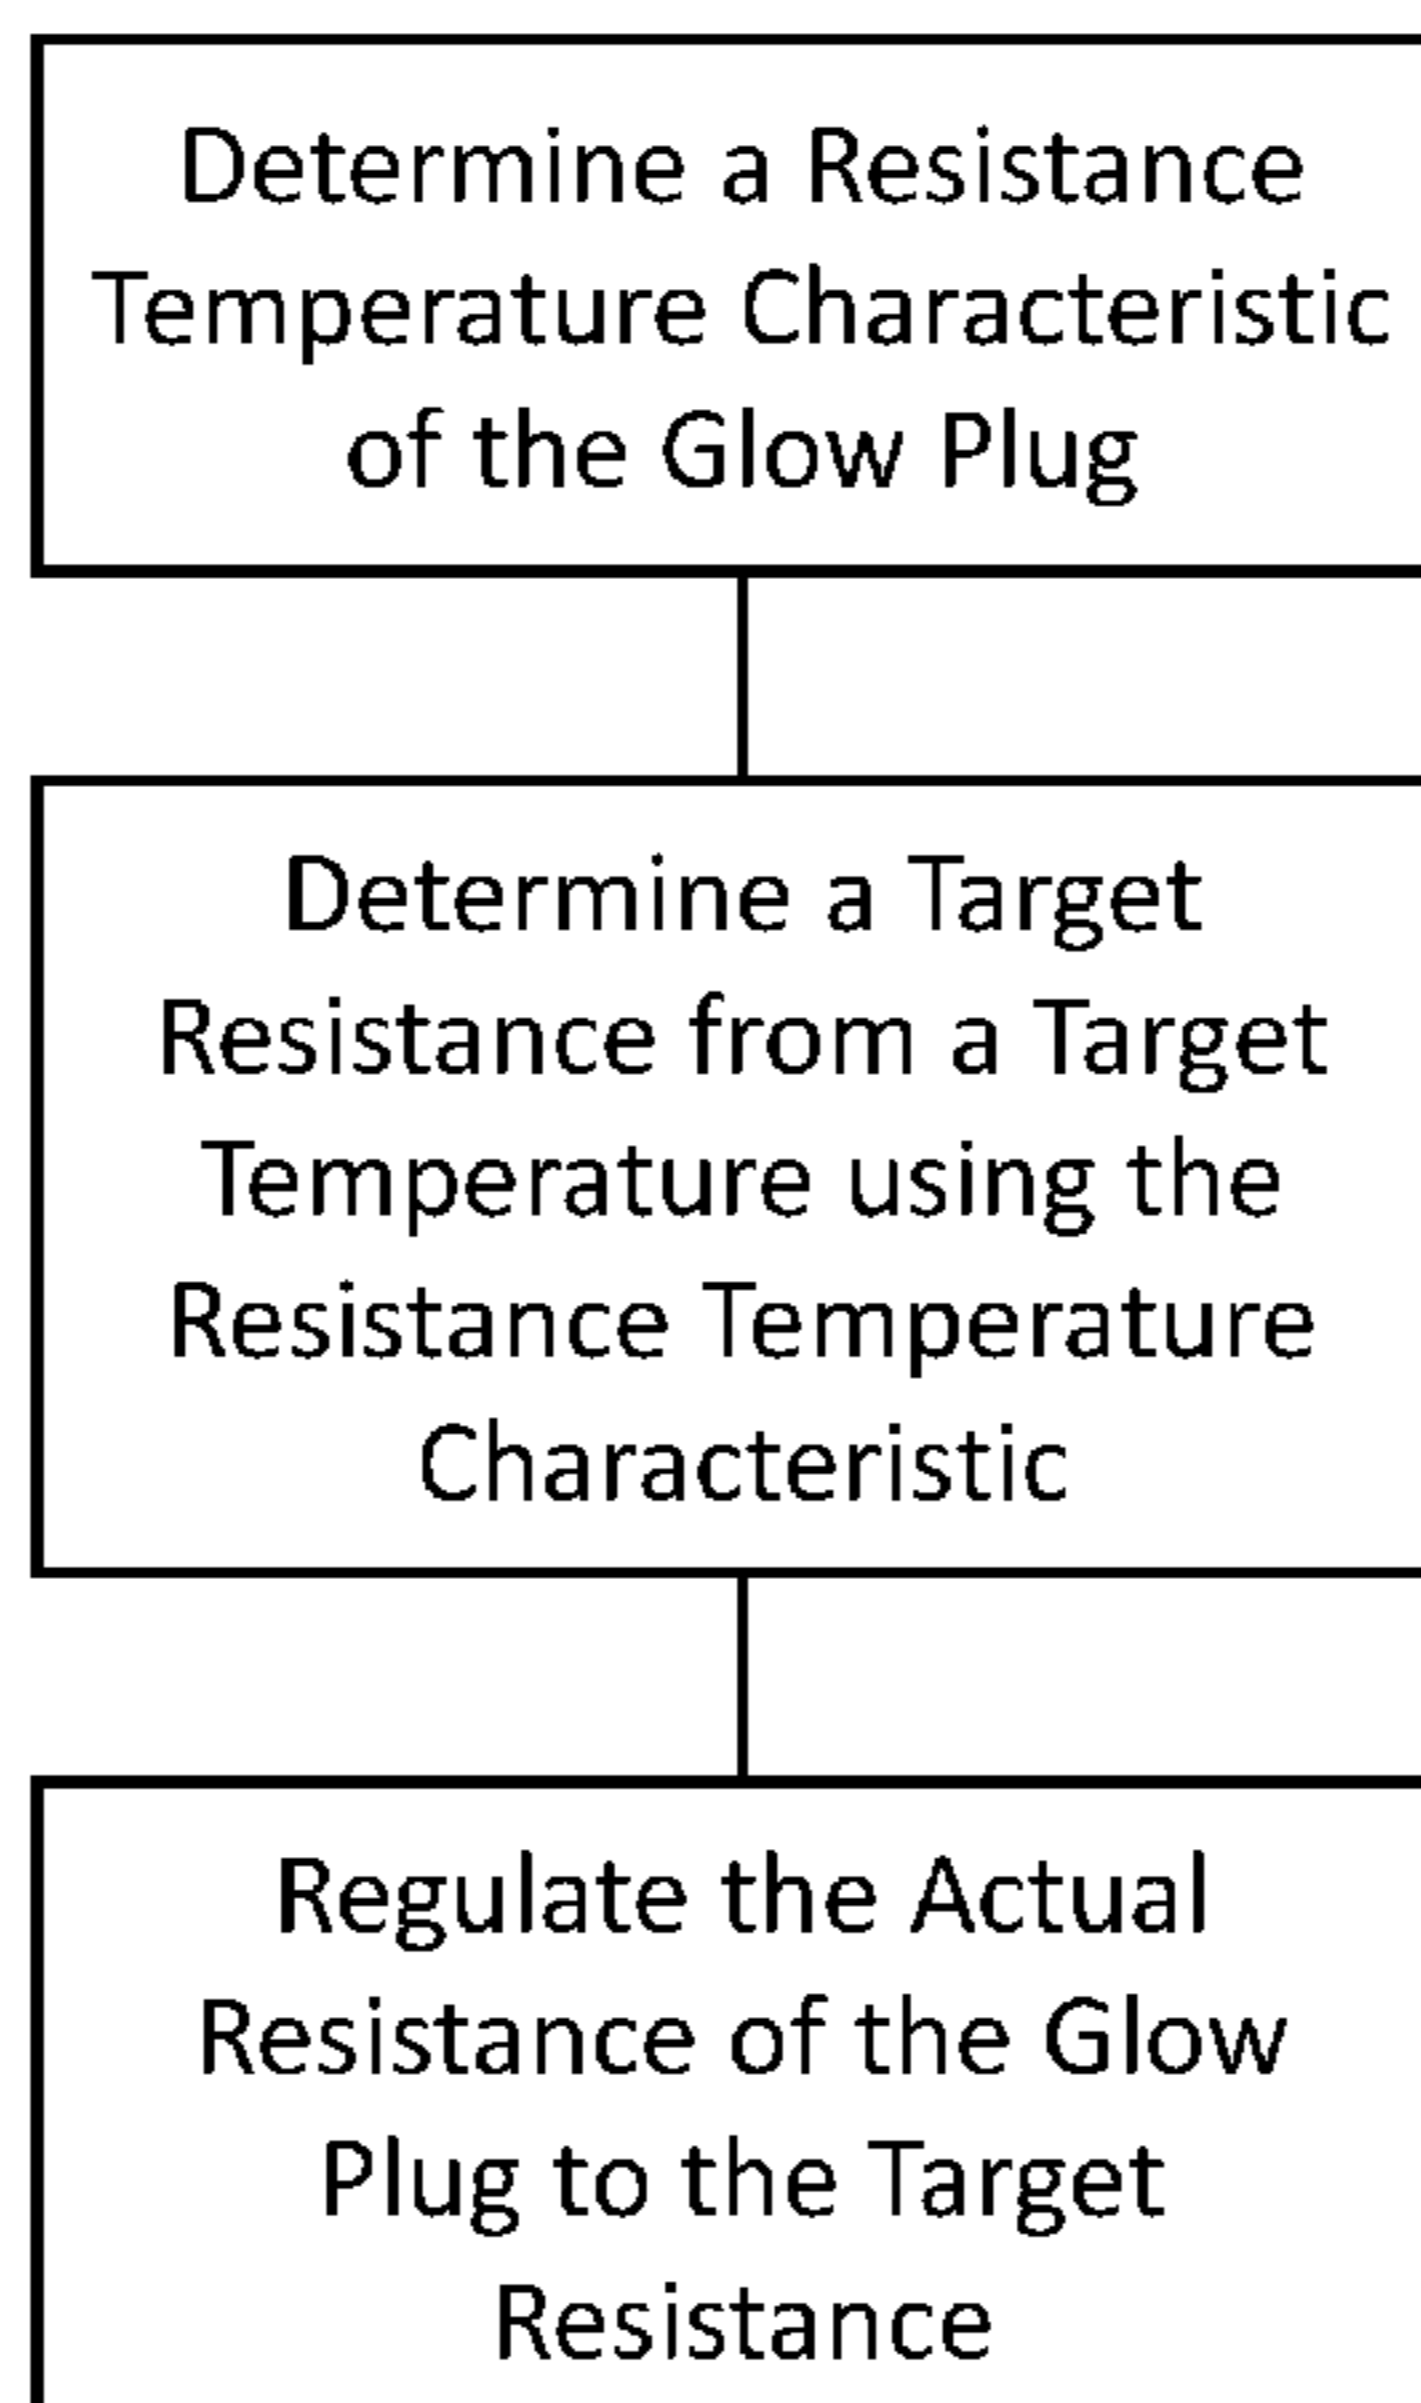 Determine a Resistance
Temperature Characteristic
of the Glow Plug
Determine a Target
Resistance from a Target
Temperature using the
Resistance Temperature
Characteristic
Regulate the Actual
Resistance of the Glow
Plug to the Target
Resistance